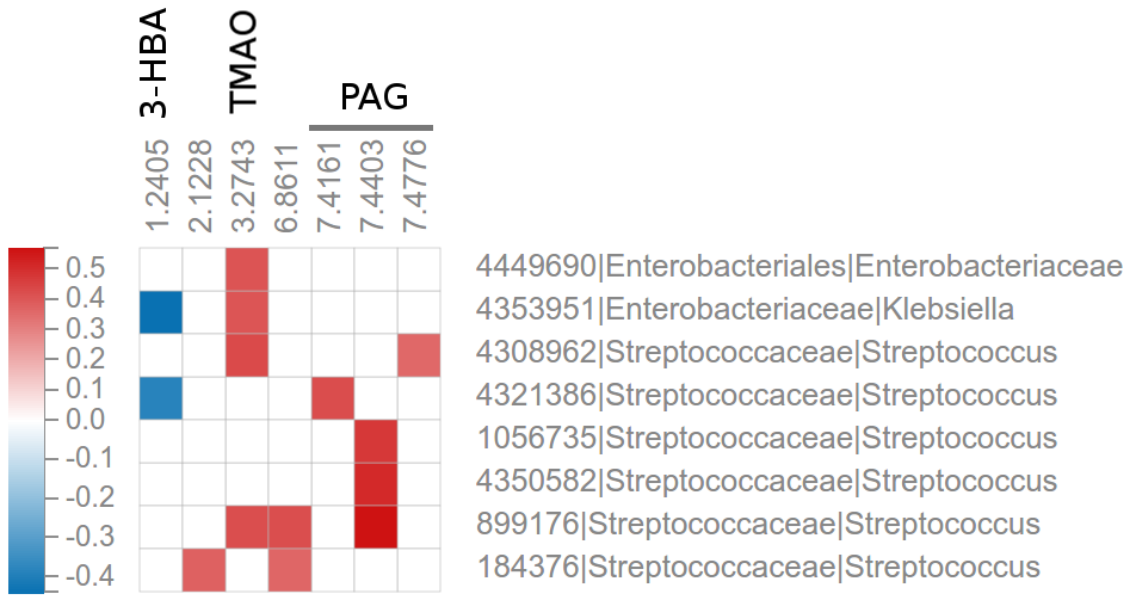 3-HBA
TMAO
PAG
1.2405
2.1228
3.2743
6.8611
7.4161
7.4403
7.4776
0.5
0.4
0.3
0.2
0.1
0.0
-0.1
-0.2
-0.3
-0.4
4449690|Enterobacteriales|Enterobacteriaceae
4353951|Enterobacteriaceae|Klebsiella
4308962|Streptococcaceae|Streptococcus
4321386|Streptococcaceae|Streptococcus
1056735|Streptococcaceae|Streptococcus
4350582|Streptococcaceae|Streptococcus
899176|Streptococcaceae|Streptococcus
184376|Streptococcaceae|Streptococcus